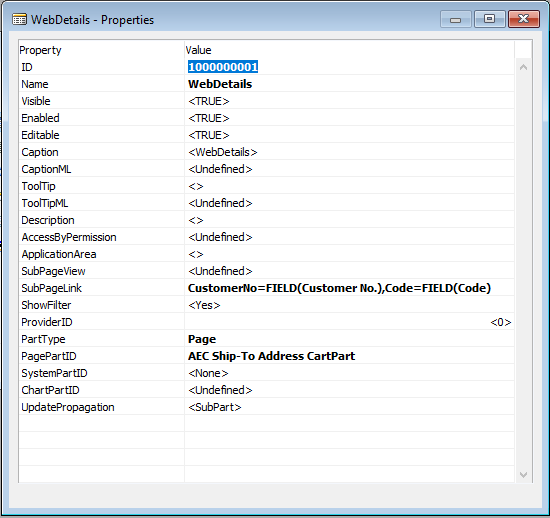 WebDetails - Properties
Property Value
ID 1000000001
Name WebDetails
Visible <TRUE>
Enabled <TRUE>
Editable <TRUE>
Caption <WebDetails>
CaptionML <Undefined>
ToolTip <>
ToolTipML <Undefined>
Description <>
AccessByPermission <Undefined>
ApplicationArea <>
SubPageView <Undefined>
SubPageLink CustomerNo=FIELD(Customer No.),Code=FIELD(Code)
ShowFilter <Yes>
ProviderID <0>
PartType Page
PagePartID AEC Ship-To Address CartPart
SystemPartID <None>
ChartPartID <Undefined>
UpdatePropagation <SubPart>